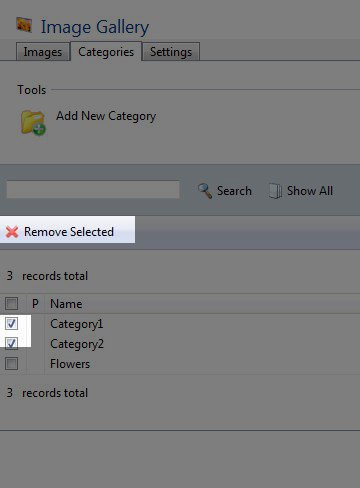 Image Gallery
Images Categories Settings
Tools
Add New Category
Search Show All
Remove Selected
3 records total
P Name
Category1
Category2
Flowers
3 records total